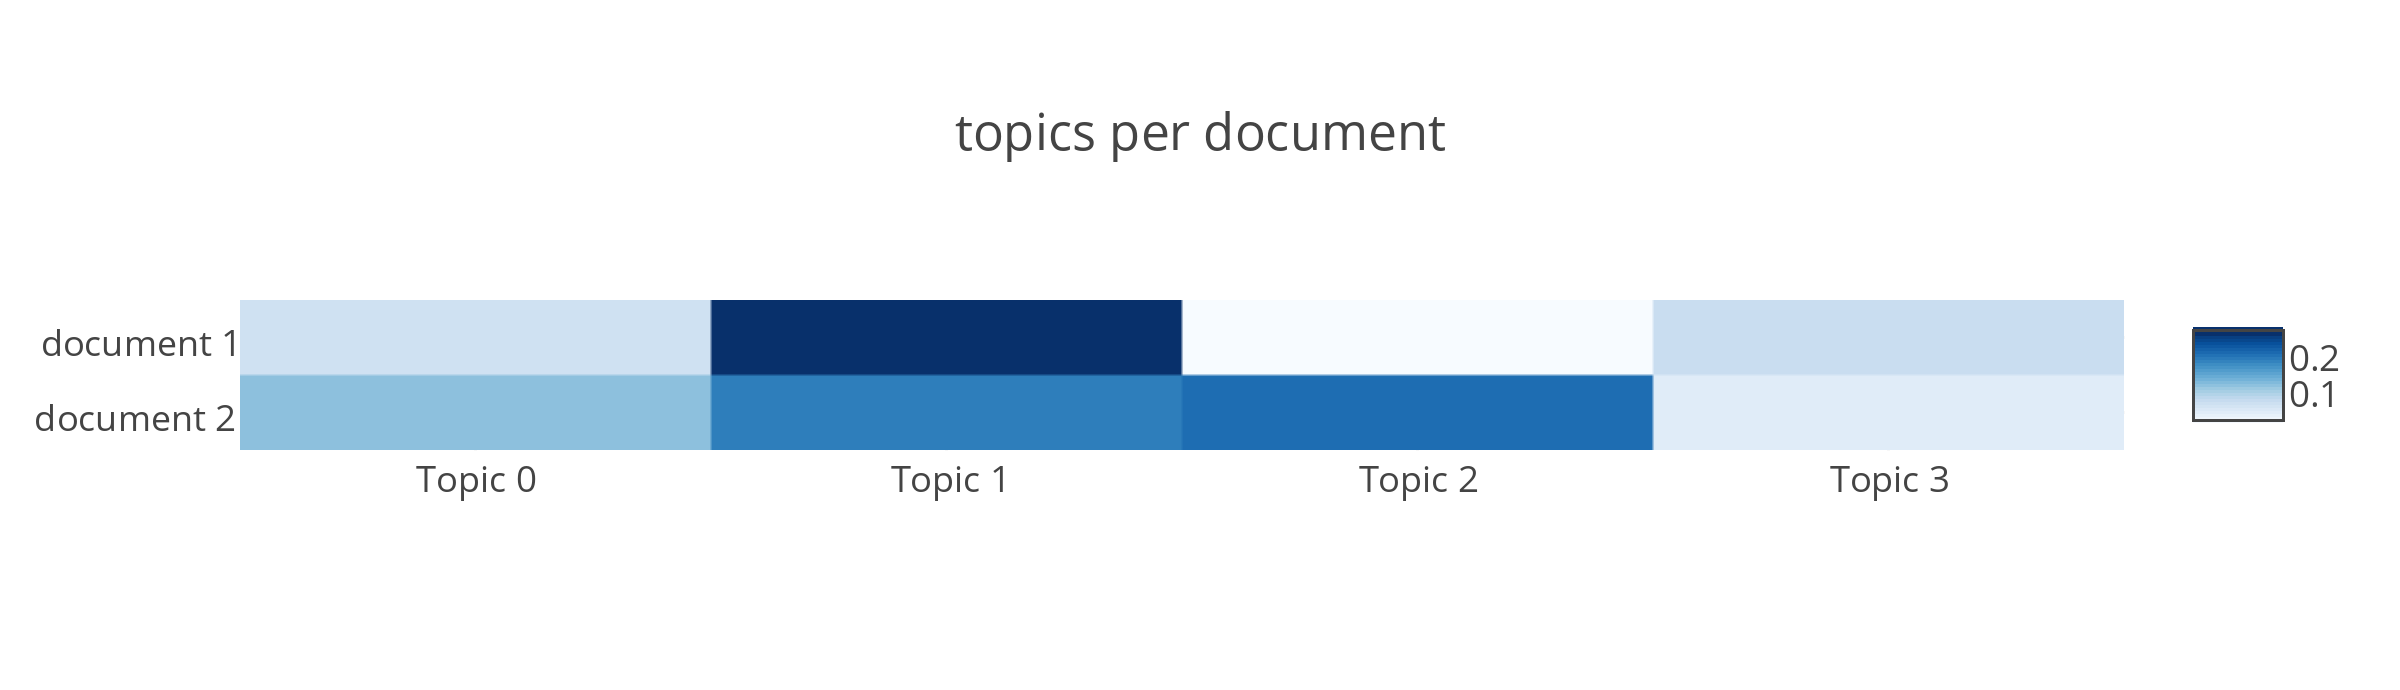 topics per document
document 1
document 2
Topic 0
Topic 1
Topic 2
Topic 3
0.2
0.1